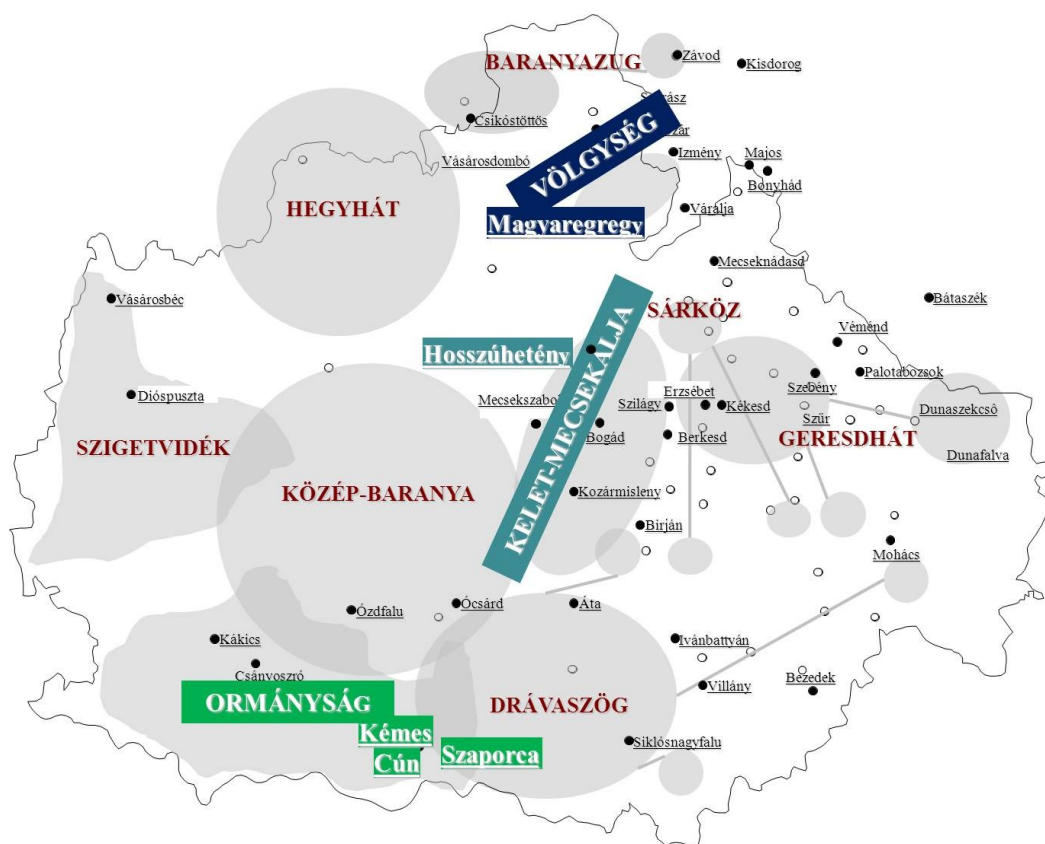 BARANYAZUG
Závod
Kisdorog
Csikóstöttös
VÖLGYSÉG
Vásárosdombó
Izmény
Majos
Bonyhád
HEGYHÁT
Váralja
Magyaregregy
Mecseknádasd
Vásárosbéc
SÁRKÖZ
Bátaszék
Véménd
Hosszúhetény
KELET-MECSEKALJA
Palotabozsok
Szebény
Dióspuszta
Mecsekszabol
Erzsébet
Szilágy
Kékesd
Dunaszekcső
Szűr
Bogád
Berkesd
GERESDHÁT
SZIGETVIDÉK
Dunafalva
KÖZÉP-BARANYA
Kozármisleny
Birján
Mohács
Ózdfalu
Ócsárd
Áta
Kákics
Ivánbattyán
Csányoszró
Villány
Bezedek
ORMÁNYSÁG
DRÁVASZÖG
Kémes
Cún
Szaporca
Siklósnagyfalu